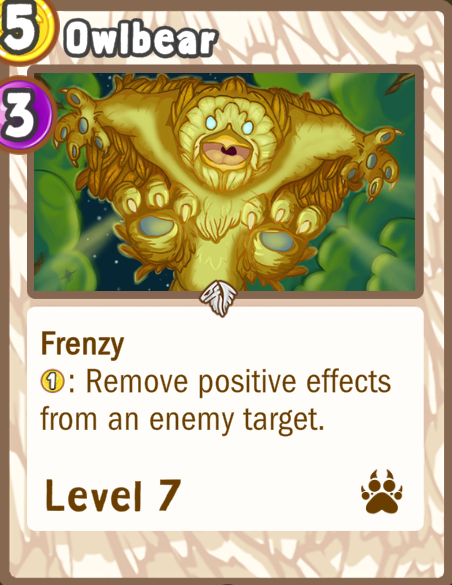 5
Owlbear
3
Frenzy
1: Remove positive effects
from an enemy target.
Level 7